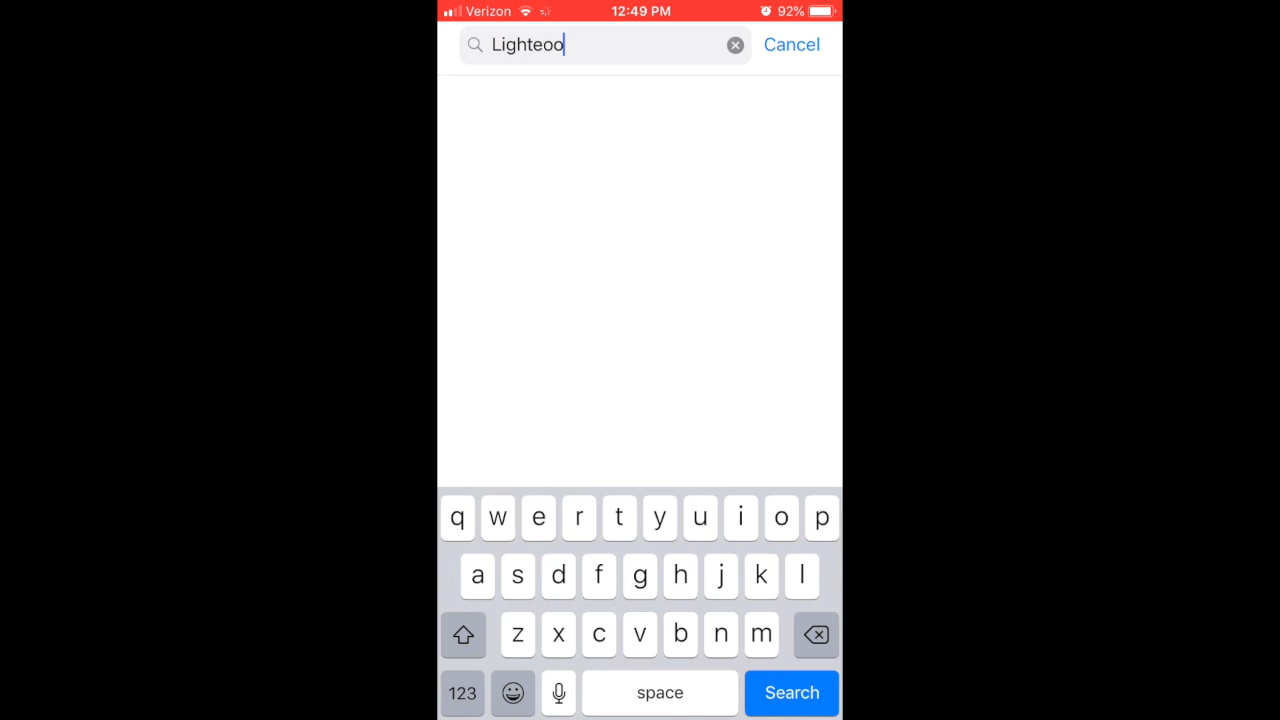 Verizon 12:49 PM 92%
Lighteoo Cancel
q w e r t y u i o p
a s d f g h j k l
z x c v b n m
123 space Search